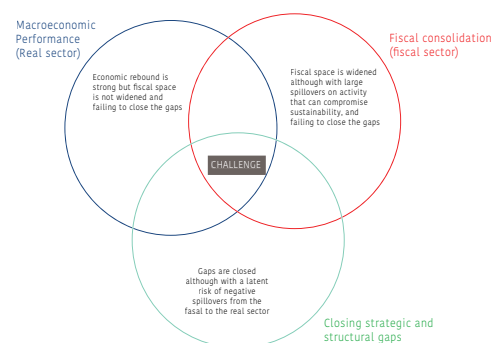 Macroeconomic
Performance
(Real sector)
Fiscal consolidation
(fiscal sector)
Economic rebound is
strong but fiscal space
is not widened and
failing to close the gaps
Fiscal space is widened
although with large
spillovers on activity
that can compromise
sustainability, and
failing to close the gaps
CHALLENGE
Gaps are closed
although with a latent
risk of negative
spillovers from the
fasal to the real sector
Closing strategic and
structural gaps